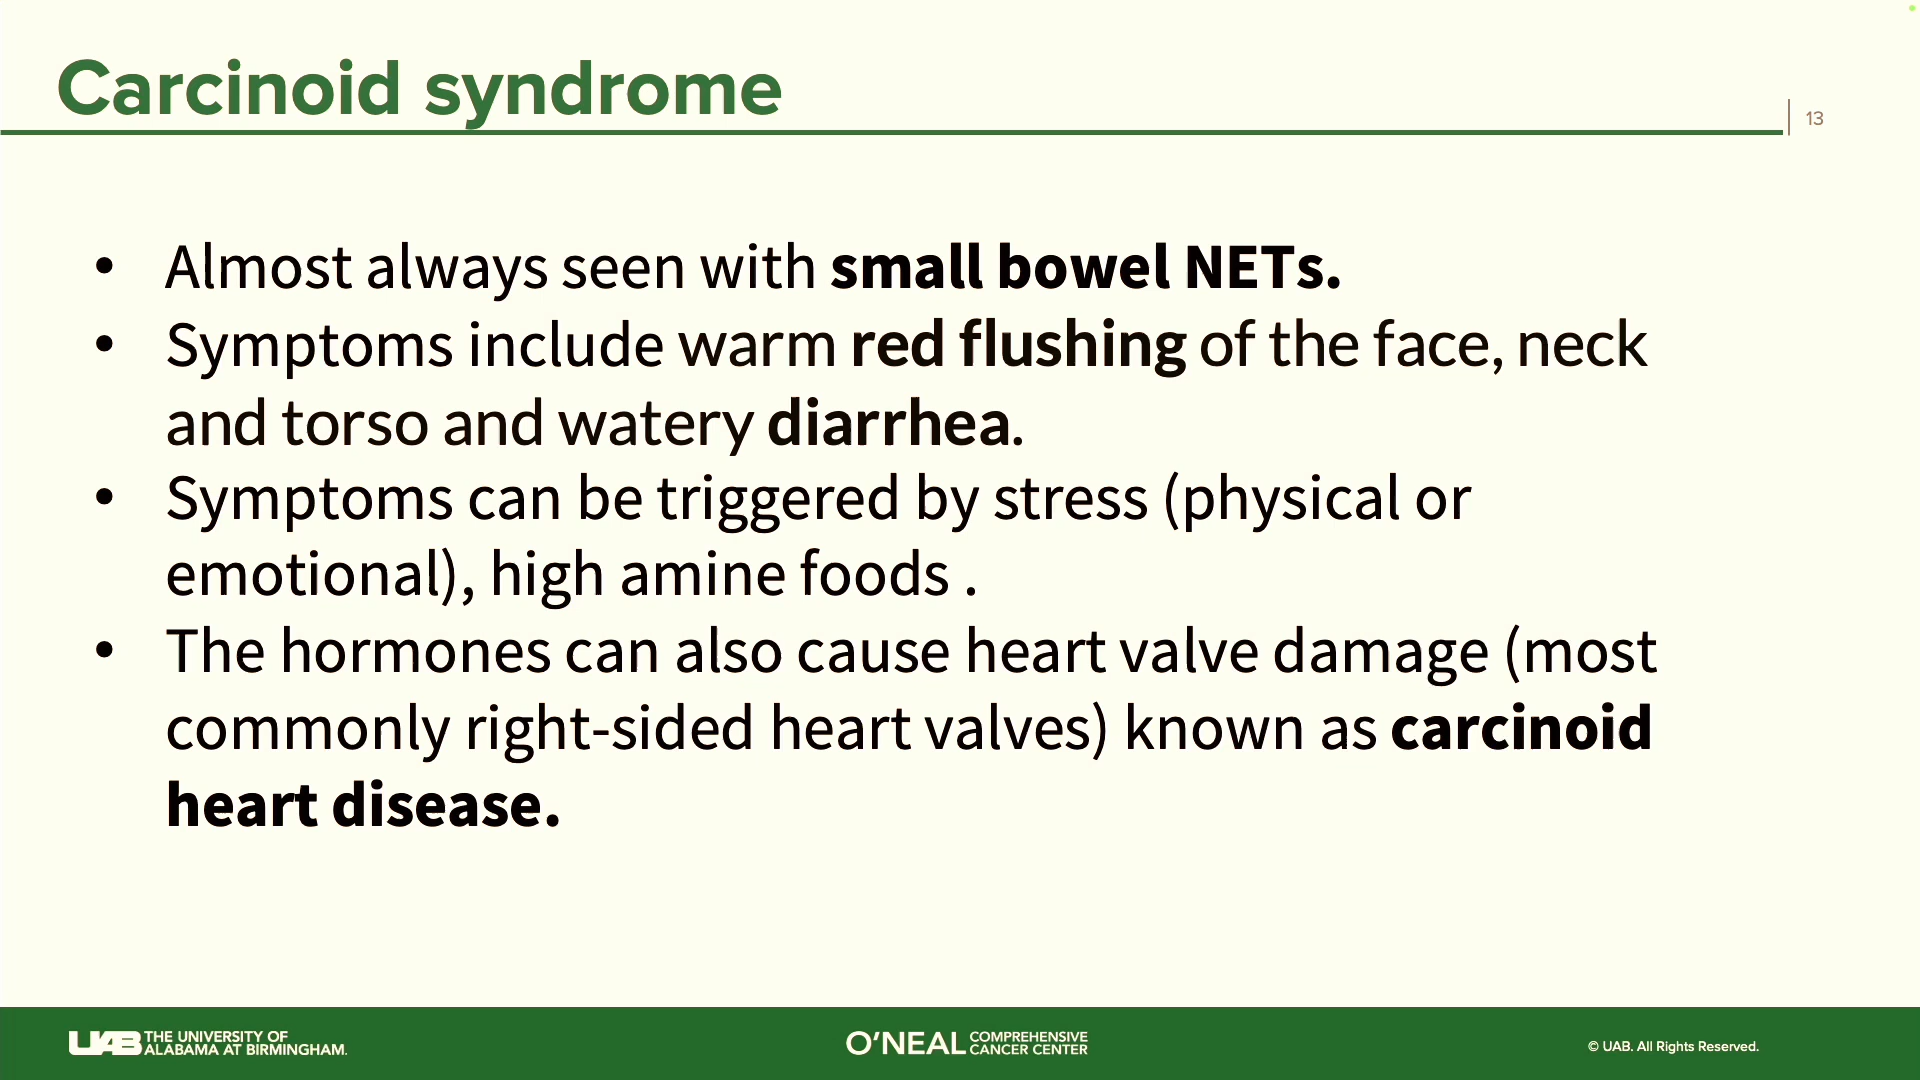 Carcinoid syndrome
13
• Almost always seen with small bowel NETs.
• Symptoms include warm red flushing of the face, neck
and torso and watery diarrhea.
• Symptoms can be triggered by stress (physical or
emotional), high amine foods .
• The hormones can also cause heart valve damage (most
commonly right-sided heart valves) known as carcinoid
heart disease.
UAB THE UNIVERSITY OF
ALABAMA AT BIRMINGHAM.
O'NEAL COMPREHENSIVE
CANCER CENTER
© UAB. All Rights Reserved.